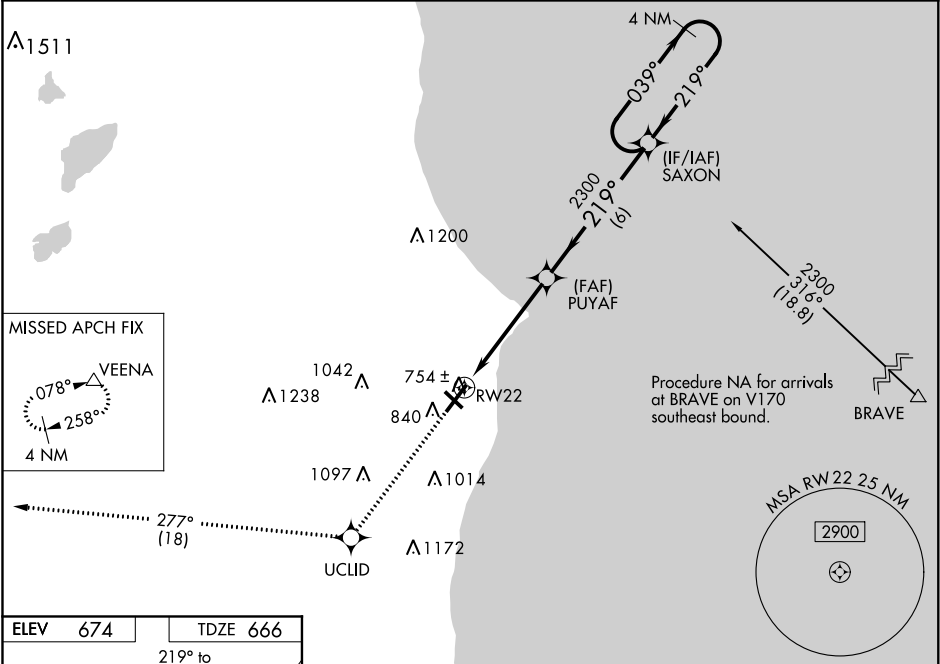 4 NM
1511
039°
219°
(IF/IAF)
SAXON
2300
219°
(6)
1200
2300
316°
(18.8)
(FAF)
PUYAF
MISSED APCH FIX
VEENA
078°
258°
4 NM
1042
754 ±
RW22
1238
840
Procedure NA for arrivals
at BRAVE on V170
southeast bound.
BRAVE
1097
1014
MSA RW 22 25 NM
2900
277°
(18)
1172
UCLID
ELEV 674
TDZE 666
219° to